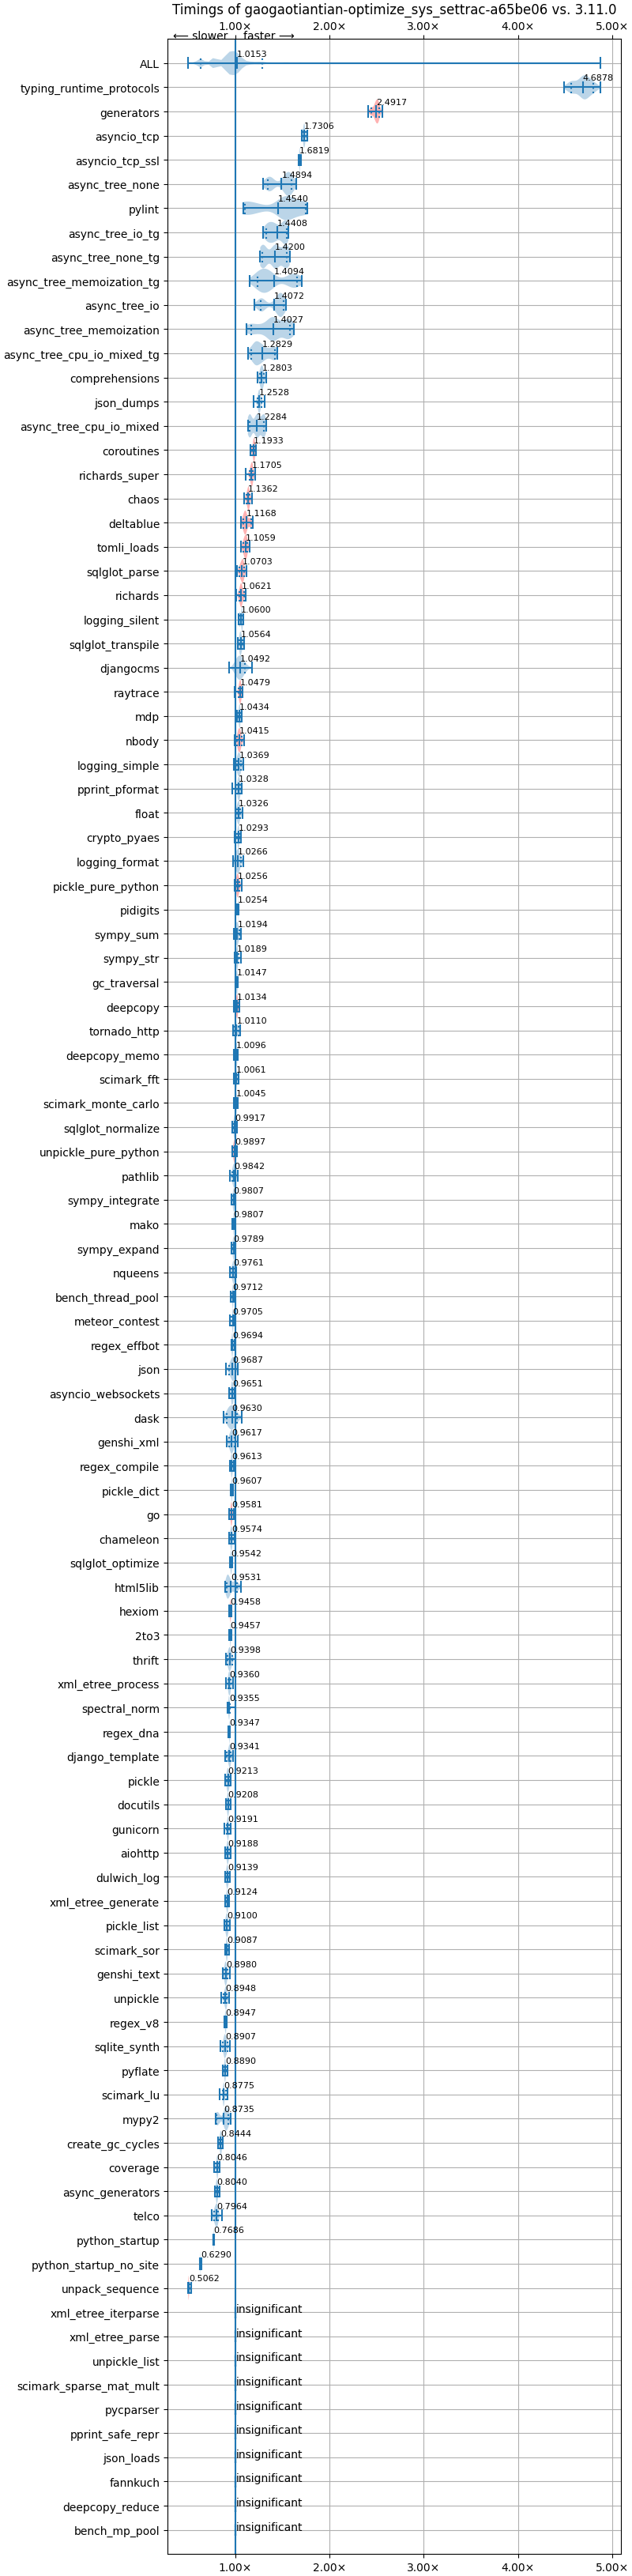 Timings of gaogaotiantian-optimize_sys_settrac-a65be06 vs. 3.11.0
1.00× 2.00× 3.00× 4.00× 5.00×
⟵ slower faster ⟶
ALL 1.0153
typing_runtime_protocols 4.6878
generators 2.4917
asyncio_tcp 1.7306
asyncio_tcp_ssl 1.6819
async_tree_none 1.4894
pylint 1.4540
async_tree_io_tg 1.4408
async_tree_none_tg 1.4200
async_tree_memoization_tg 1.4094
async_tree_io 1.4072
async_tree_memoization 1.4027
async_tree_cpu_io_mixed_tg 1.2829
comprehensions 1.2803
json_dumps 1.2528
async_tree_cpu_io_mixed 1.2284
coroutines 1.1933
richards_super 1.1705
chaos 1.1362
deltablue 1.1168
tomli_loads 1.1059
sqlglot_parse 1.0703
richards 1.0621
logging_silent 1.0600
sqlglot_transpile 1.0564
djangocms 1.0492
raytrace 1.0479
mdp 1.0434
nbody 1.0415
logging_simple 1.0369
pprint_pformat 1.0328
float 1.0326
crypto_pyaes 1.0293
logging_format 1.0266
pickle_pure_python 1.0256
pidigits 1.0254
sympy_sum 1.0194
sympy_str 1.0189
gc_traversal 1.0147
deepcopy 1.0134
tornado_http 1.0110
deepcopy_memo 1.0096
scimark_fft 1.0061
scimark_monte_carlo 1.0045
sqlglot_normalize 0.9917
unpickle_pure_python 0.9897
pathlib 0.9842
sympy_integrate 0.9807
mako 0.9807
sympy_expand 0.9789
nqueens 0.9761
bench_thread_pool 0.9712
meteor_contest 0.9705
regex_effbot 0.9694
json 0.9687
asyncio_websockets 0.9651
dask 0.9630
genshi_xml 0.9617
regex_compile 0.9613
pickle_dict 0.9607
go 0.9581
chameleon 0.9574
sqlglot_optimize 0.9542
html5lib 0.9531
hexiom 0.9458
2to3 0.9457
thrift 0.9398
xml_etree_process 0.9360
spectral_norm 0.9355
regex_dna 0.9347
django_template 0.9341
pickle 0.9213
docutils 0.9208
gunicorn 0.9191
aiohttp 0.9188
dulwich_log 0.9139
xml_etree_generate 0.9124
pickle_list 0.9100
scimark_sor 0.9087
genshi_text 0.8980
unpickle 0.8948
regex_v8 0.8947
sqlite_synth 0.8907
pyflate 0.8890
scimark_lu 0.8775
mypy2 0.8735
create_gc_cycles 0.8444
coverage 0.8046
async_generators 0.8040
telco 0.7964
python_startup 0.7686
python_startup_no_site 0.6290
unpack_sequence 0.5062
xml_etree_iterparse insignificant
xml_etree_parse insignificant
unpickle_list insignificant
scimark_sparse_mat_mult insignificant
pycparser insignificant
pprint_safe_repr insignificant
json_loads insignificant
fannkuch insignificant
deepcopy_reduce insignificant
bench_mp_pool insignificant
1.00× 2.00× 3.00× 4.00× 5.00×